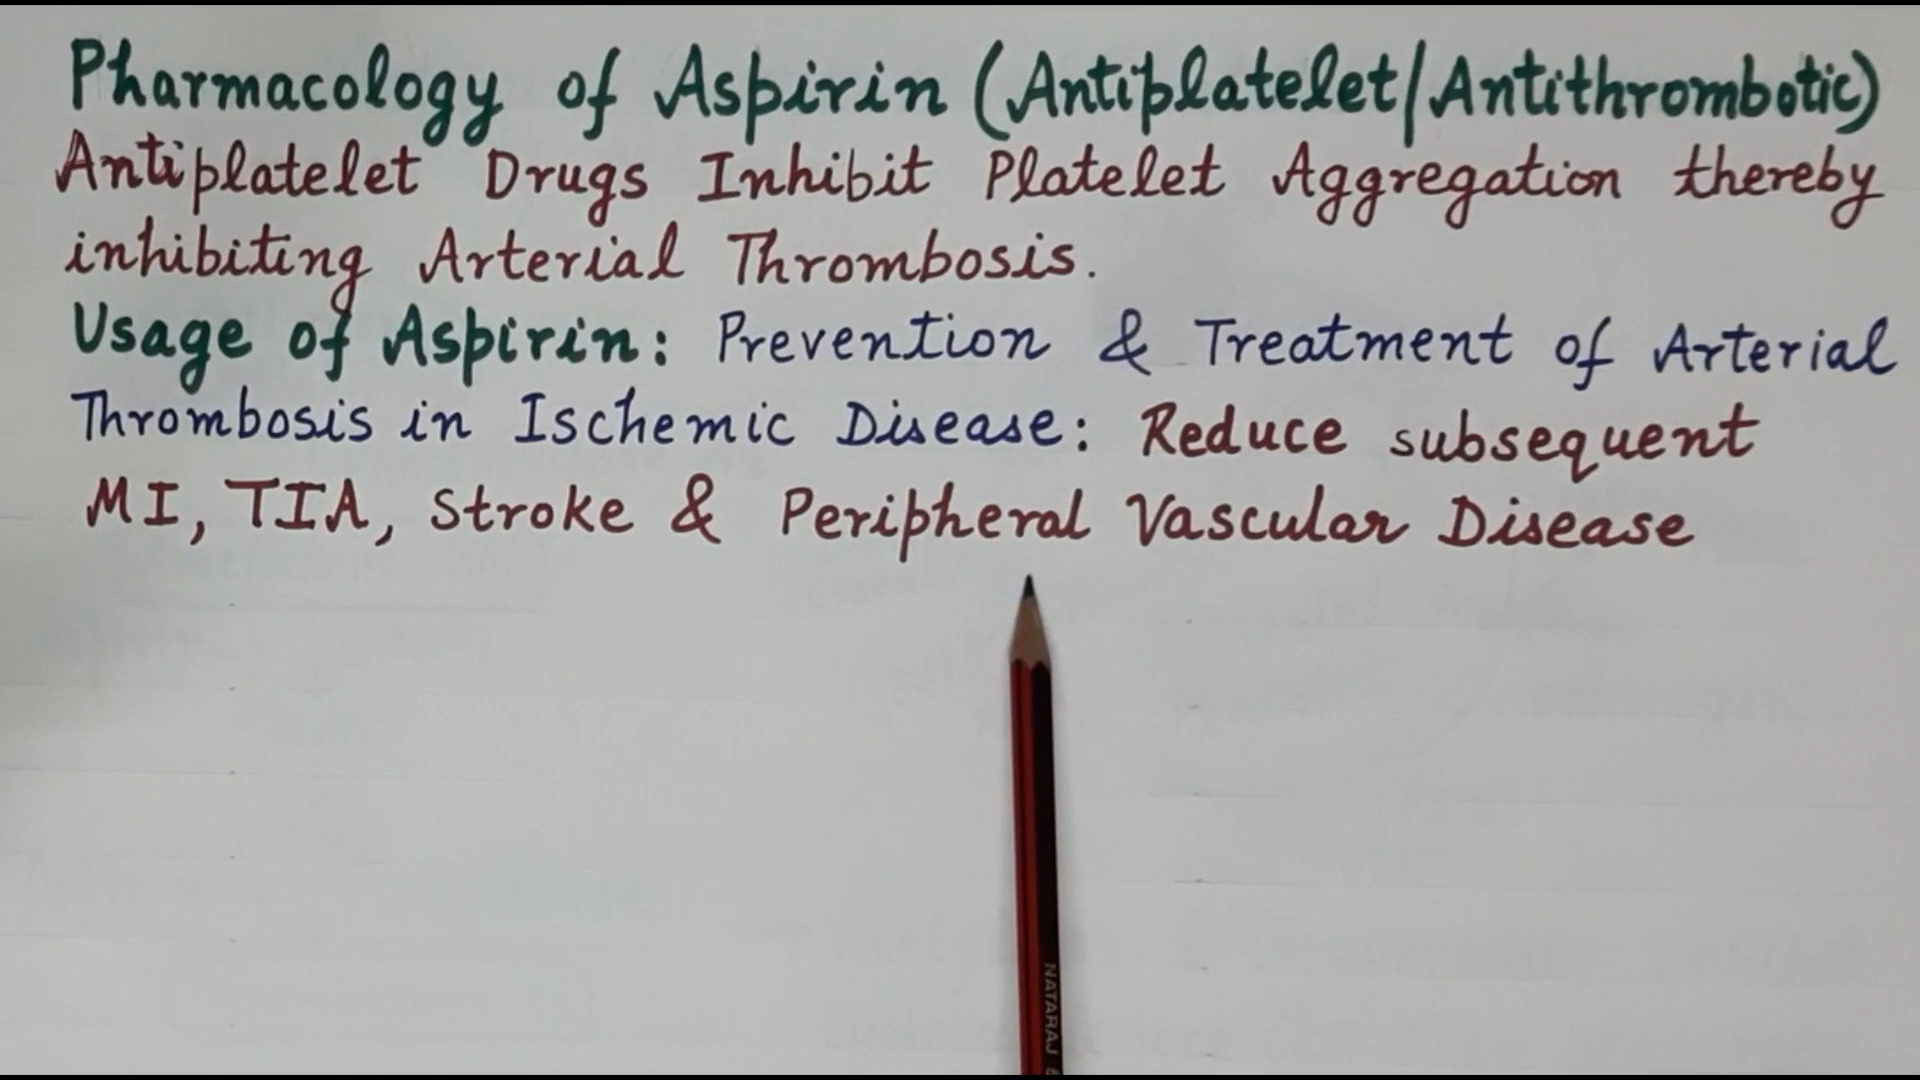 Pharmacology of Aspirin (Antiplatelet/Antithrombotic)
Antiplatelet Drugs Inhibit Platelet Aggregation thereby
inhibiting Arterial Thrombosis.
Usage of Aspirin: Prevention & Treatment of Arterial
Thrombosis in Ischemic Disease: Reduce subsequent
MI, TIA, Stroke & Peripheral Vascular Disease
NATARAJ